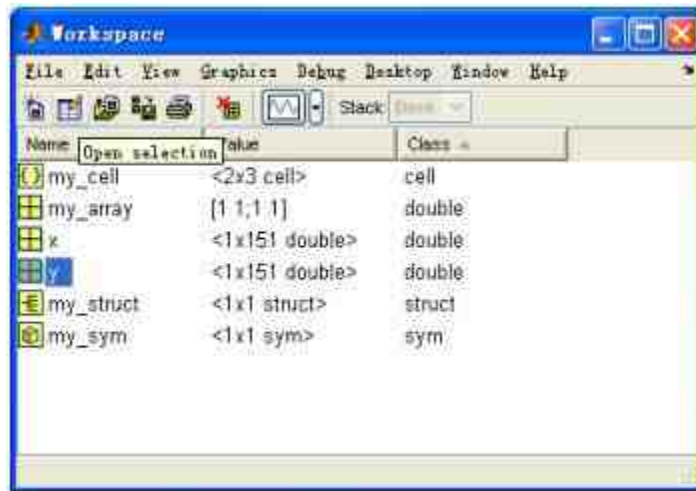 Workspace
File Edit View Graphics Debug Desktop Window Help
Stack: Base
Name Value Class
Open selection
my_cell <2x3 cell> cell
my_array [1 1;1 1] double
x <1x151 double> double
y <1x151 double> double
my_struct <1x1 struct> struct
my_sym <1x1 sym> sym